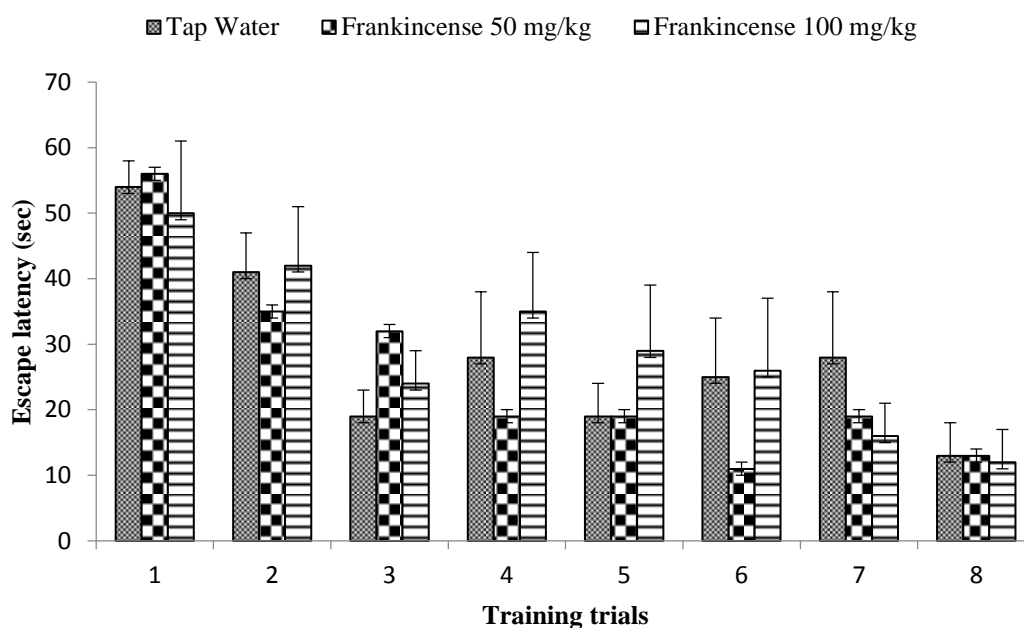 Tap Water Frankincense 50 mg/kg Frankincense 100 mg/kg
70
60
50
40
30
20
10
0
Escape latency (sec)
1 2 3 4 5 6 7 8
Training trials